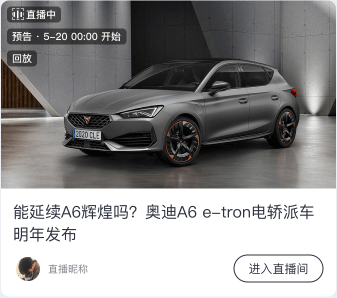 直播中
预告 · 5-20 00:00 开始
回放
2020 CLE
能延续A6辉煌吗？奥迪A6 e-tron电轿派车
明年发布
直播昵称
进入直播间